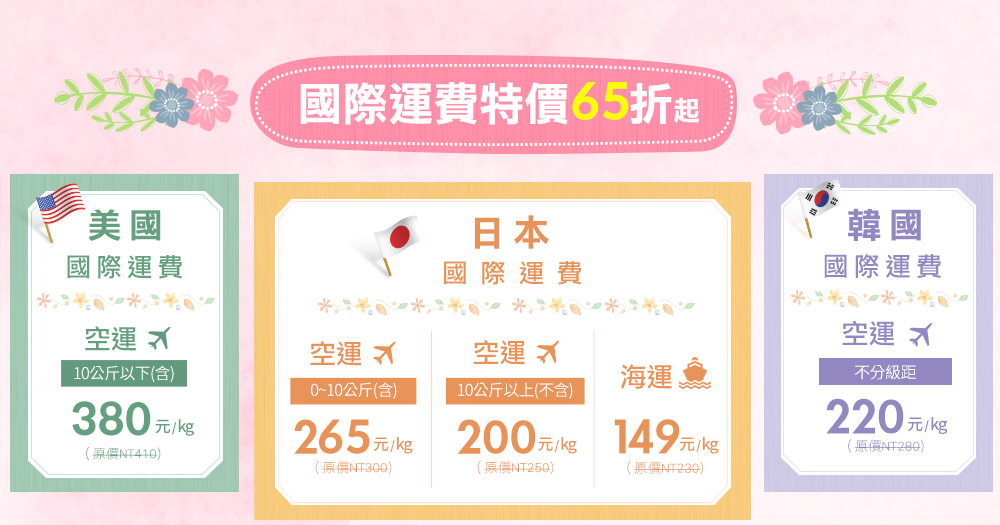 國際運費特價65折起
美國
國際運費
空運
10公斤以下(含)
380元/kg
(原價NT410)
日本
國際運費
空運
0~10公斤(含)
265元/kg
(原價NT300)
空運
10公斤以上(不含)
200元/kg
(原價NT250)
海運
149元/kg
(原價NT230)
韓國
國際運費
空運
不分級距
220元/kg
(原價NT280)